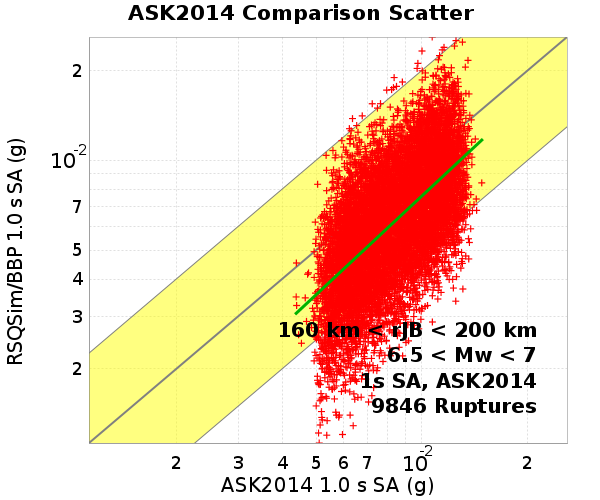 ASK2014 Comparison Scatter
RSQSim/BBP 1.0 s SA (g)
2
10-2
7
5
4
3
2
160 km < rJB < 200 km
6.5 < Mw < 7
1s SA, ASK2014
9846 Ruptures
2 3 4 5 6 7 10-2 2
ASK2014 1.0 s SA (g)